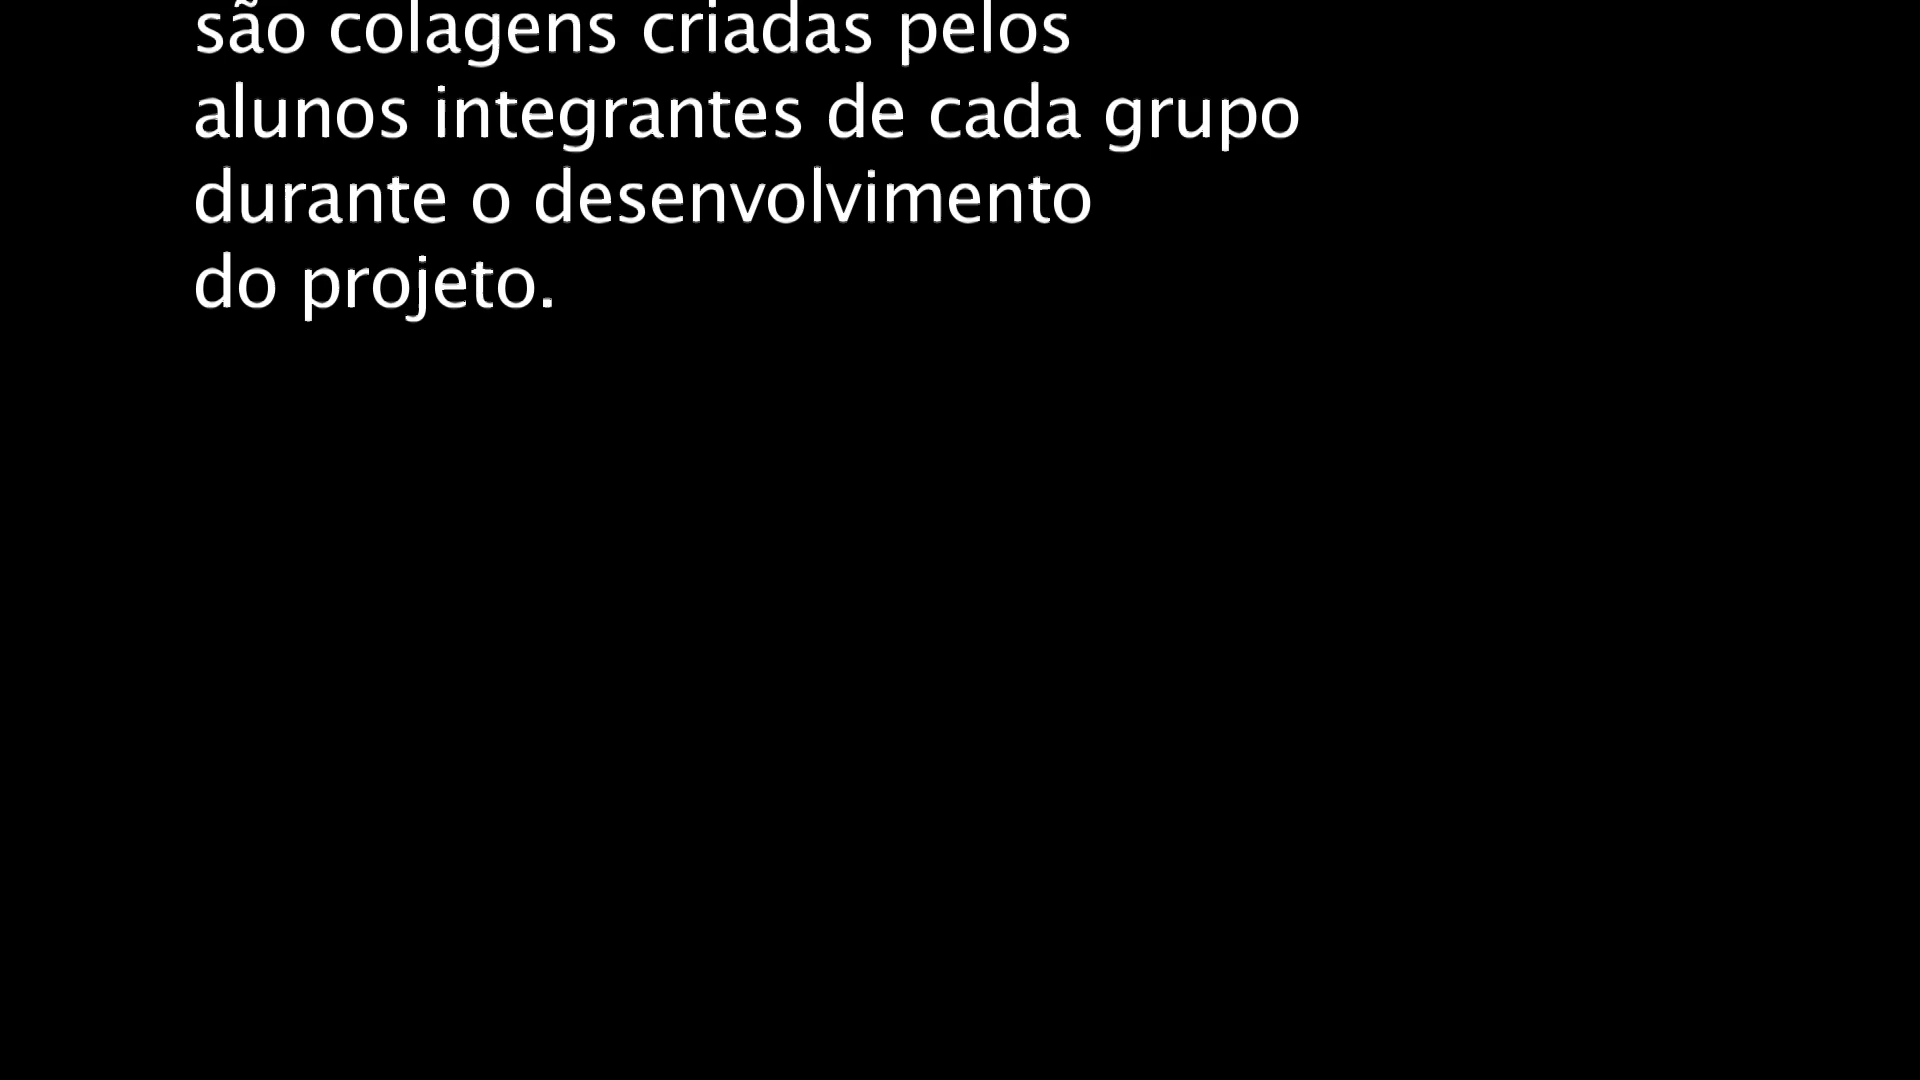 são colagens criadas pelos
alunos integrantes de cada grupo
durante o desenvolvimento
do projeto.